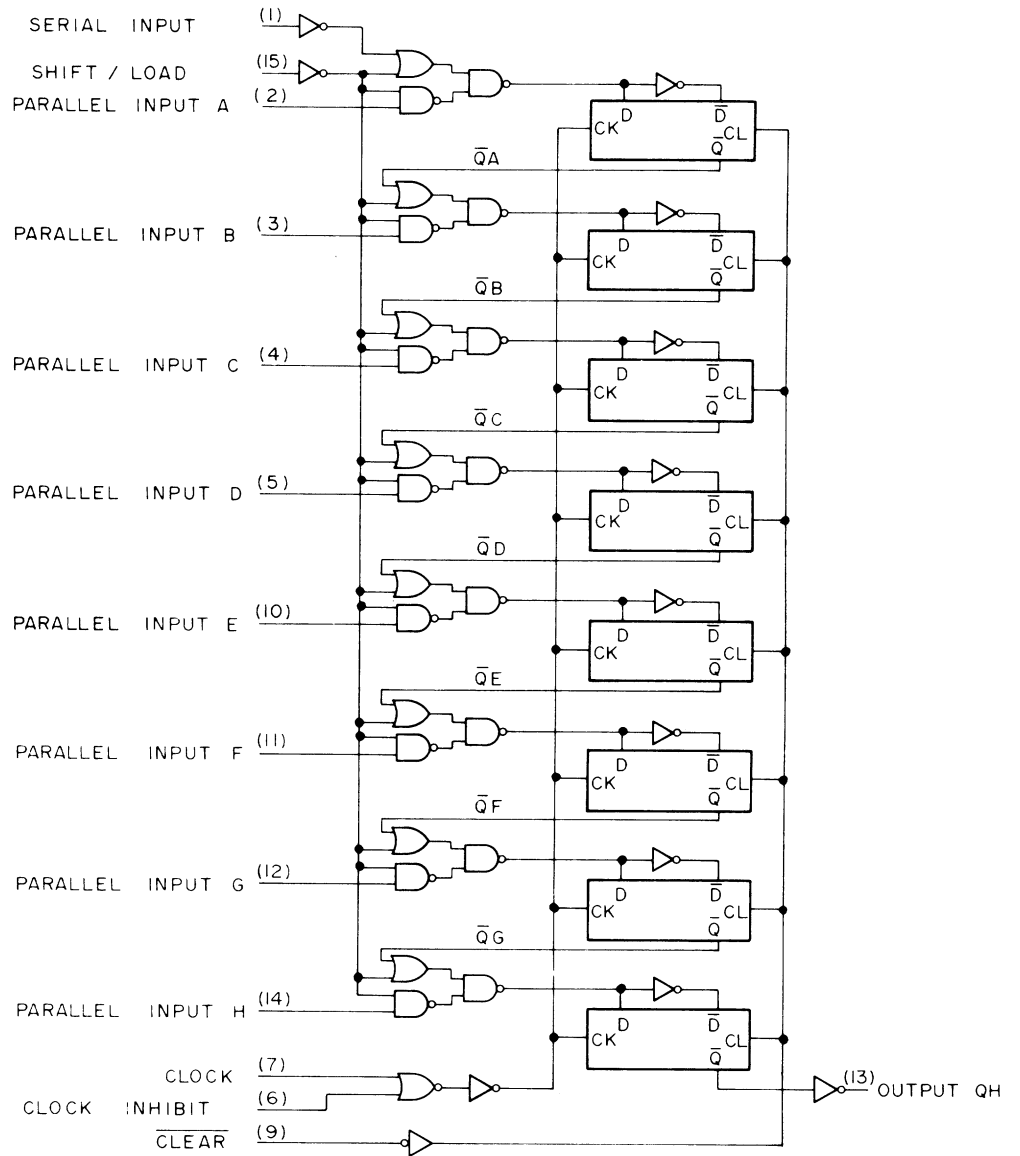 SERIAL INPUT (1)
SHIFT / LOAD (15)
PARALLEL INPUT A (2)
D D̅
CK CL
Q̅
Q̅A
PARALLEL INPUT B (3)
D D̅
CK CL
Q̅
Q̅B
PARALLEL INPUT C (4)
D D̅
CK CL
Q̅
Q̅C
PARALLEL INPUT D (5)
D D̅
CK CL
Q̅
Q̅D
PARALLEL INPUT E (10)
D D̅
CK CL
Q̅
Q̅E
PARALLEL INPUT F (11)
D D̅
CK CL
Q̅
Q̅F
PARALLEL INPUT G (12)
D D̅
CK CL
Q̅
Q̅G
PARALLEL INPUT H (14)
D D̅
CK CL
Q̅
CLOCK (7)
(13) OUTPUT QH
CLOCK INHIBIT (6)
C̅L̅E̅A̅R̅ (9)